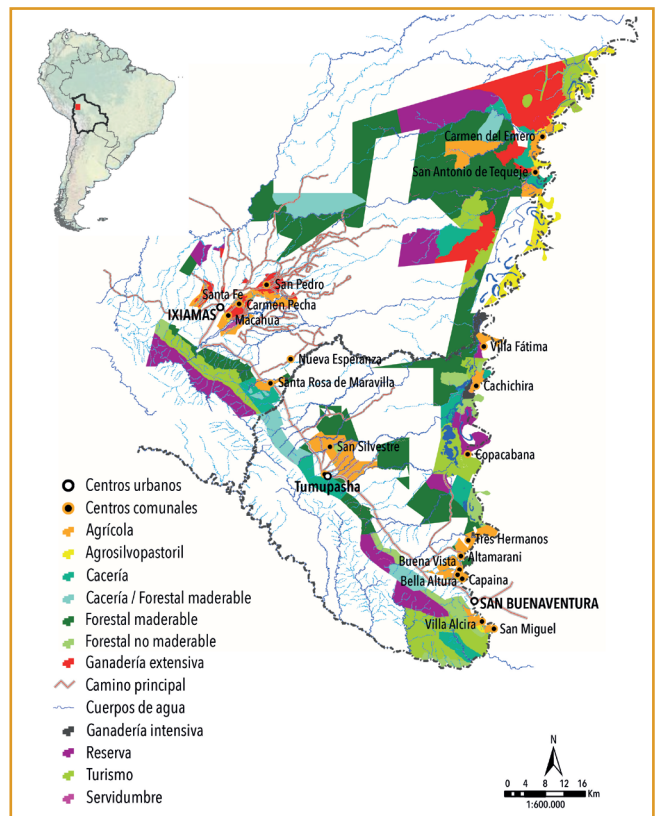 Carmen del Emero
San Antonio de Tequeje
San Pedro
Santa Fe
Carmen Pecha
IXIAMAS
Macahua
Villa Fátima
Nueva Esperanza
Santa Rosa de Maravilla
Cachichira
San Silvestre
Copacabana
Tumupasha
Tres Hermanos
Altamarani
Buena Vista
Bella Altura
Capaina
SAN BUENAVENTURA
Villa Alcira
San Miguel
Centros urbanos
Centros comunales
Agrícola
Agrosilvopastoril
Cacería
Cacería / Forestal maderable
Forestal maderable
Forestal no maderable
Ganadería extensiva
Camino principal
Cuerpos de agua
Ganadería intensiva
Reserva
Turismo
Servidumbre
N
0 4 8 12 16
Km
1:600.000